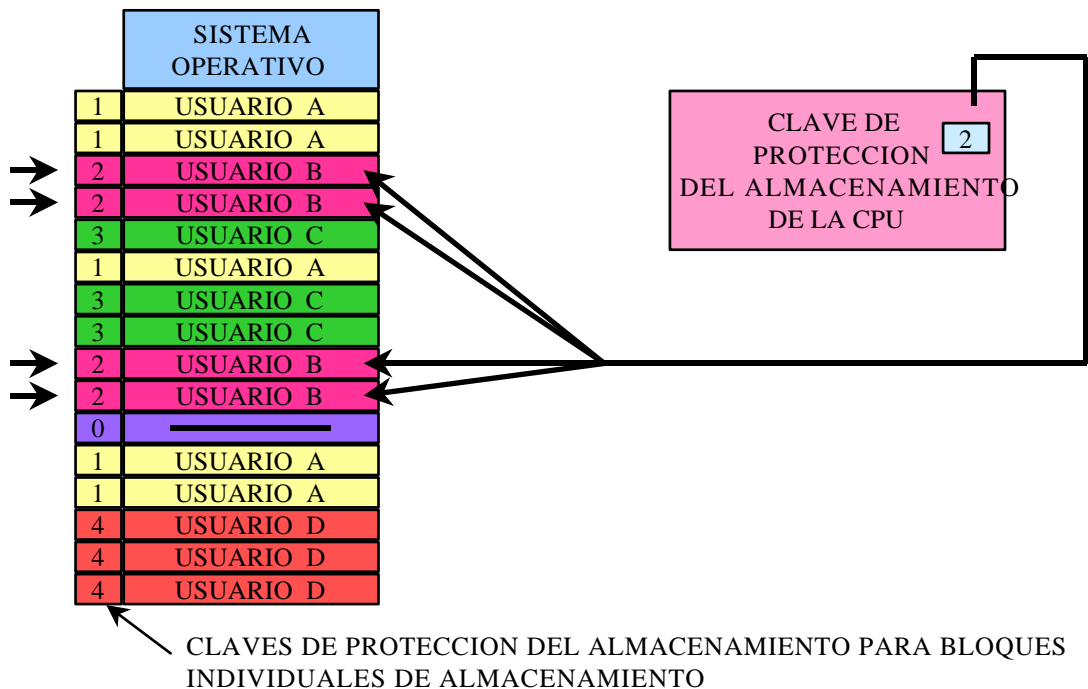 SISTEMA
OPERATIVO
1 USUARIO A
1 USUARIO A
2 USUARIO B
2 USUARIO B
3 USUARIO C
1 USUARIO A
3 USUARIO C
3 USUARIO C
2 USUARIO B
2 USUARIO B
0
1 USUARIO A
1 USUARIO A
4 USUARIO D
4 USUARIO D
4 USUARIO D
CLAVE DE
PROTECCION
DEL ALMACENAMIENTO
DE LA CPU
2
CLAVES DE PROTECCION DEL ALMACENAMIENTO PARA BLOQUES
INDIVIDUALES DE ALMACENAMIENTO